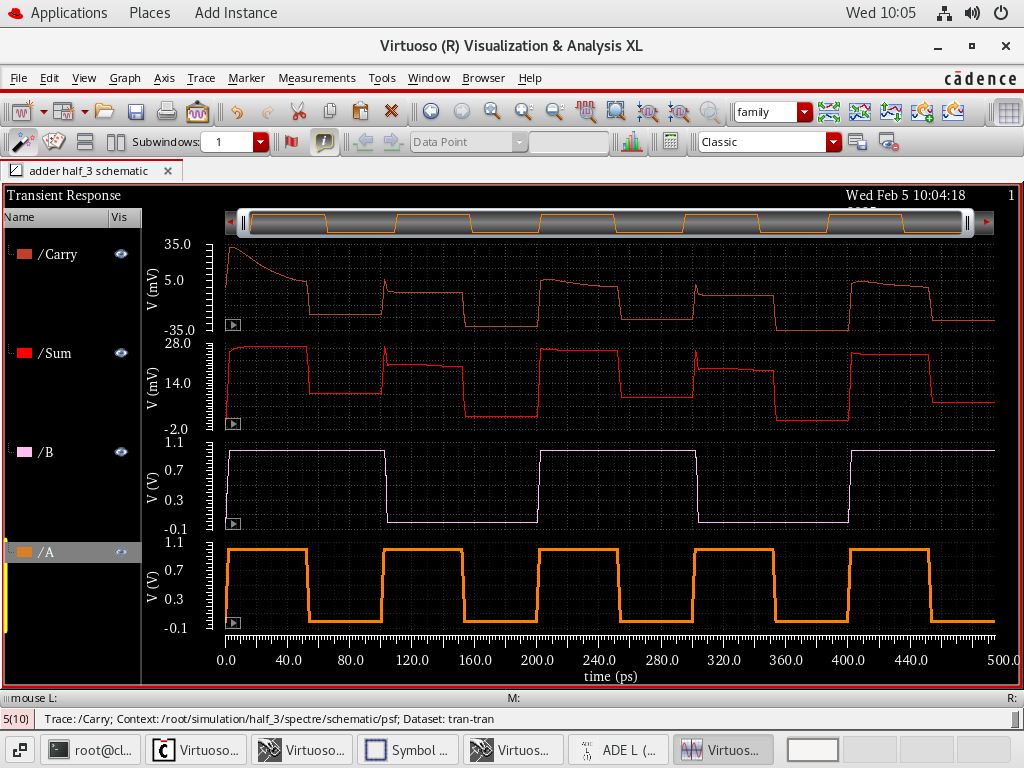 Applications Places Add Instance Wed 10:05
Virtuoso (R) Visualization & Analysis XL
File Edit View Graph Axis Trace Marker Measurements Tools Window Browser Help cādence
family
Subwindows: 1 Data Point Classic
adder half_3 schematic
Transient Response Wed Feb 5 10:04:18 1
Name Vis
/Carry
V (mV)
35.0
5.0
-35.0
/Sum
V (mV)
28.0
14.0
-2.0
/B
V (V)
1.1
0.7
0.3
-0.1
/A
V (V)
1.1
0.7
0.3
-0.1
0.0 40.0 80.0 120.0 160.0 200.0 240.0 280.0 320.0 360.0 400.0 440.0 500.0
time (ps)
mouse L: M: R:
5(10) Trace: /Carry; Context: /root/simulation/half_3/spectre/schematic/psf; Dataset: tran-tran
root@cl... Virtuoso... Virtuoso... Symbol ... Virtuos... ADE L (... Virtuos...